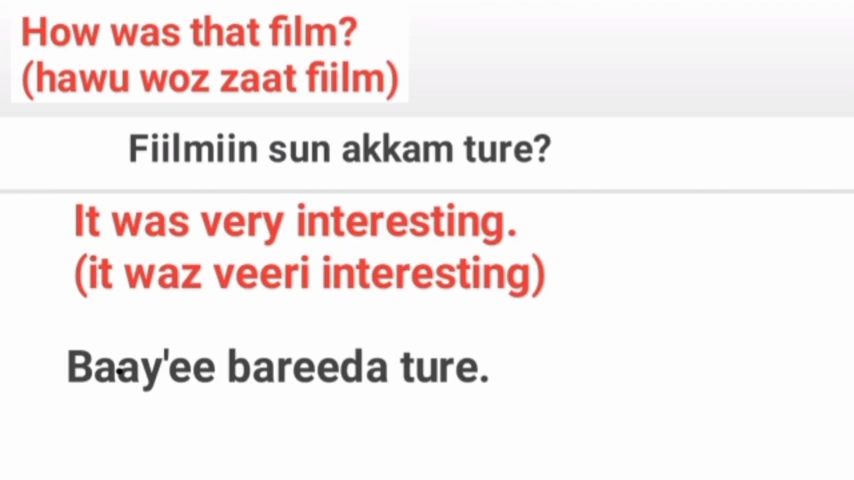 How was that film?
(hawu woz zaat fiilm)
Fiilmiin sun akkam ture?
It was very interesting.
(it waz veeri interesting)
Baay'ee bareeda ture.